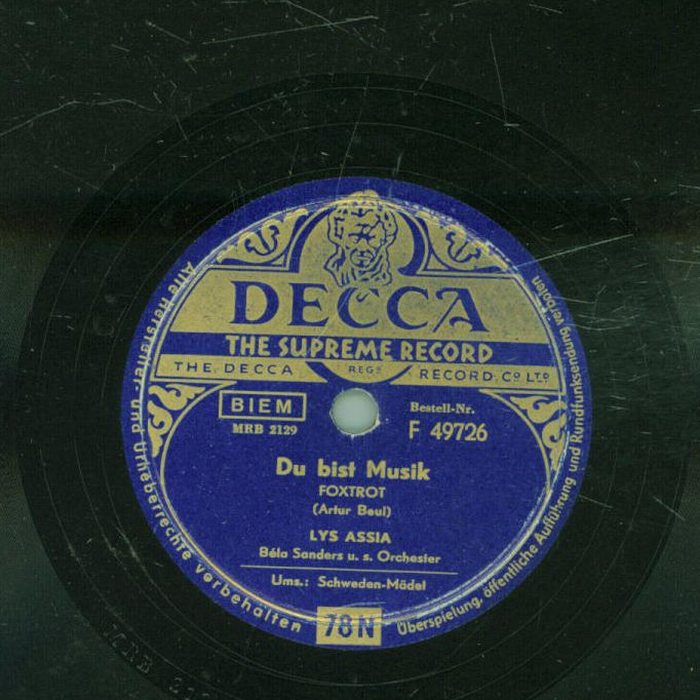 DECCA
THE SUPREME RECORD
THE DECCA REGD RECORD Co LTD
BIEM
MRB 2129
Bestell-Nr.
F 49726
Du bist Musik
FOXTROT
(Artur Beul)
LYS ASSIA
Béla Sanders u. s. Orchester
Ums.: Schweden-Mädel
78 N
Alle Hersteller- und Urheberrechte vorbehalten
Überspielung, öffentliche Aufführung und Rundfunksendung verboten